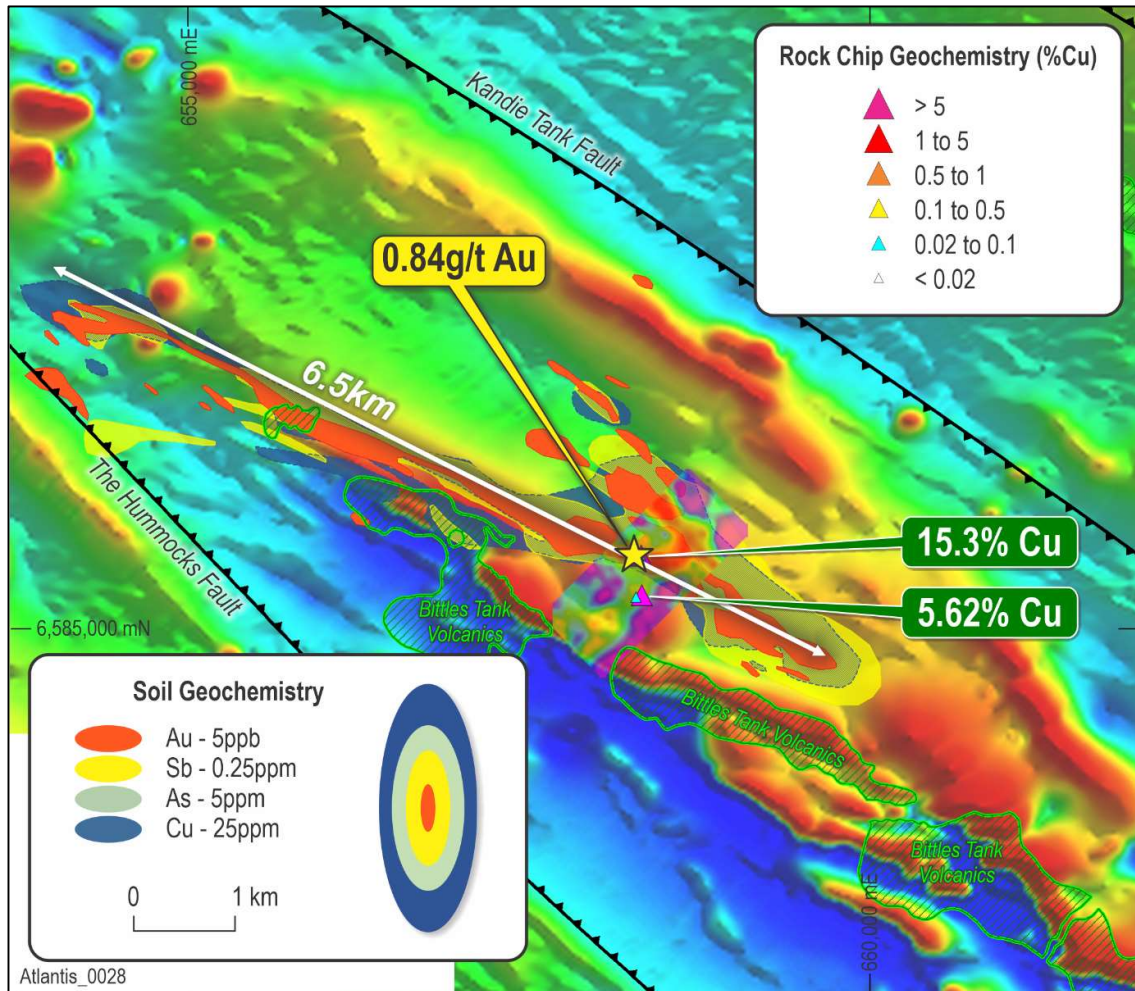 655,000 mE
Kandie Tank Fault
Rock Chip Geochemistry (%Cu)
> 5
1 to 5
0.5 to 1
0.1 to 0.5
0.02 to 0.1
< 0.02
0.84g/t Au
6.5km
The Hummocks Fault
15.3% Cu
5.62% Cu
6,585,000 mN
Bittles Tank
Volcanics
Bittles Tank Volcanics
Bittles Tank
Volcanics
660,000 mE
Soil Geochemistry
Au - 5ppb
Sb - 0.25ppm
As - 5ppm
Cu - 25ppm
0 1 km
Atlantis_0028